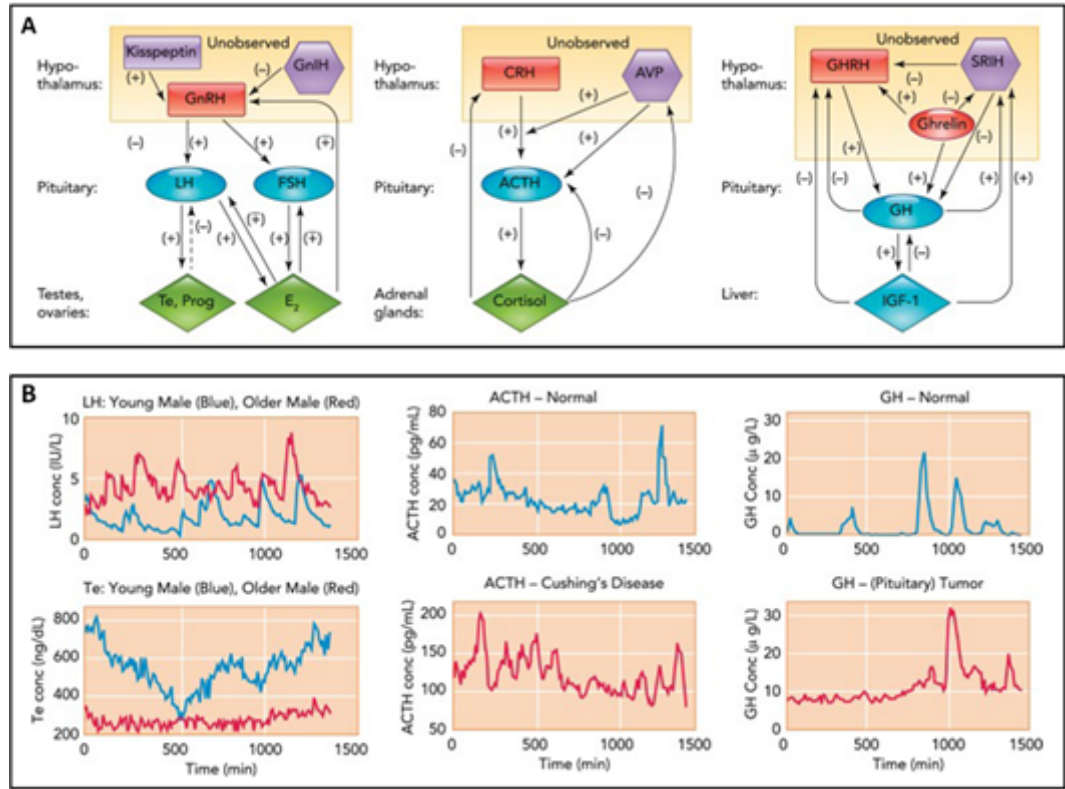 A
Kisspeptin
Unobserved
GnIH
Hypo-
thalamus:
(+)
(–)
GnRH
(–)
(+)
(+)
(∓)
Pituitary:
LH
FSH
(+)
(–)
(+)
(∓)
(+)
(∓)
Testes,
ovaries:
Te, Prog
E2
Unobserved
Hypo-
thalamus:
CRH
AVP
(+)
(–)
(+)
(+)
Pituitary:
ACTH
(–)
(+)
(–)
Adrenal
glands:
Cortisol
Unobserved
Hypo-
thalamus:
GHRH
SRIH
(–)
(+)
(–)
Ghrelin
(+)
(–)
(–)
(–)
(+)
(–)
(+)
(+)
Pituitary:
GH
(+)
(–)
Liver:
IGF-1
B
LH: Young Male (Blue), Older Male (Red)
LH conc (IU/L)
10
5
0
0
500
1000
1500
ACTH – Normal
ACTH conc (pg/mL)
80
60
40
20
0
0
500
1000
1500
GH – Normal
GH Conc (μ g/L)
30
20
10
0
0
500
1000
1500
Te: Young Male (Blue), Older Male (Red)
Te conc (ng/dL)
800
600
400
200
0
500
1000
1500
Time (min)
ACTH – Cushing's Disease
ACTH conc (pg/mL)
200
150
100
50
0
500
1000
1500
Time (min)
GH – (Pituitary) Tumor
GH Conc (μ g/L)
30
20
10
0
0
500
1000
1500
Time (min)